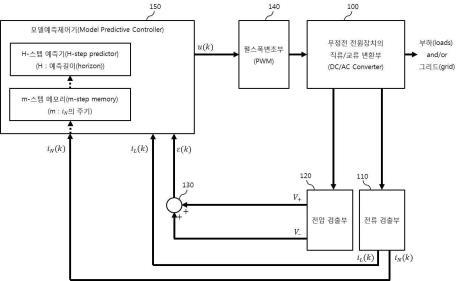 150
모델예측제어기(Model Predictive Controller)
H-스텝 예측기(H-step predictor)
(H : 예측길이(horizon))
m-스텝 메모리(m-step memory)
(m : i_N의 주기)
u(k)
140
펄스폭변조부
(PWM)
100
무정전 전원장치의
직류/교류 변환부
(DC/AC Converter)
부하(loads)
and/or
그리드(grid)
i_N(k)
i_L(k)
ε(k)
130
+
+
V_+
V_-
120
전압 검출부
110
전류 검출부
i_L(k)
i_N(k)